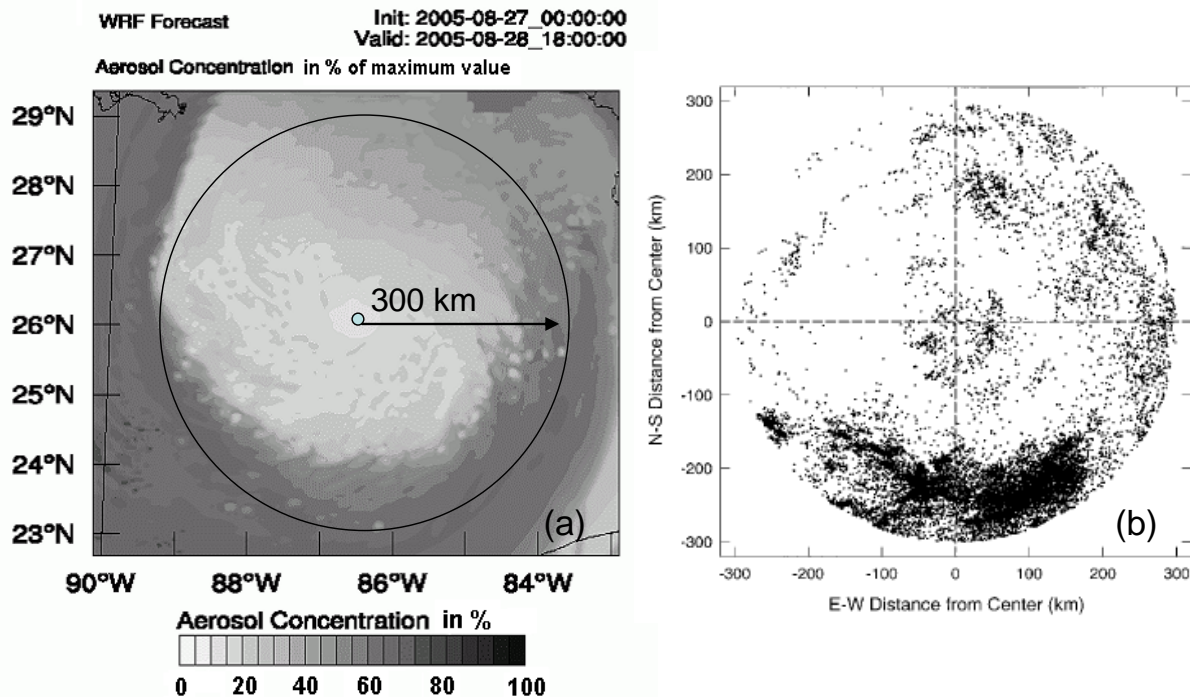 WRF Forecast
Init: 2005-08-27_00:00:00
Valid: 2005-08-28_18:00:00
Aerosol Concentration in % of maximum value
29°N
28°N
27°N
26°N
25°N
24°N
23°N
300 km
(a)
90°W 88°W 86°W 84°W
Aerosol Concentration in %
0 20 40 60 80 100
N-S Distance from Center (km)
300
200
100
0
-100
-200
-300
(b)
-300 -200 -100 0 100 200 300
E-W Distance from Center (km)